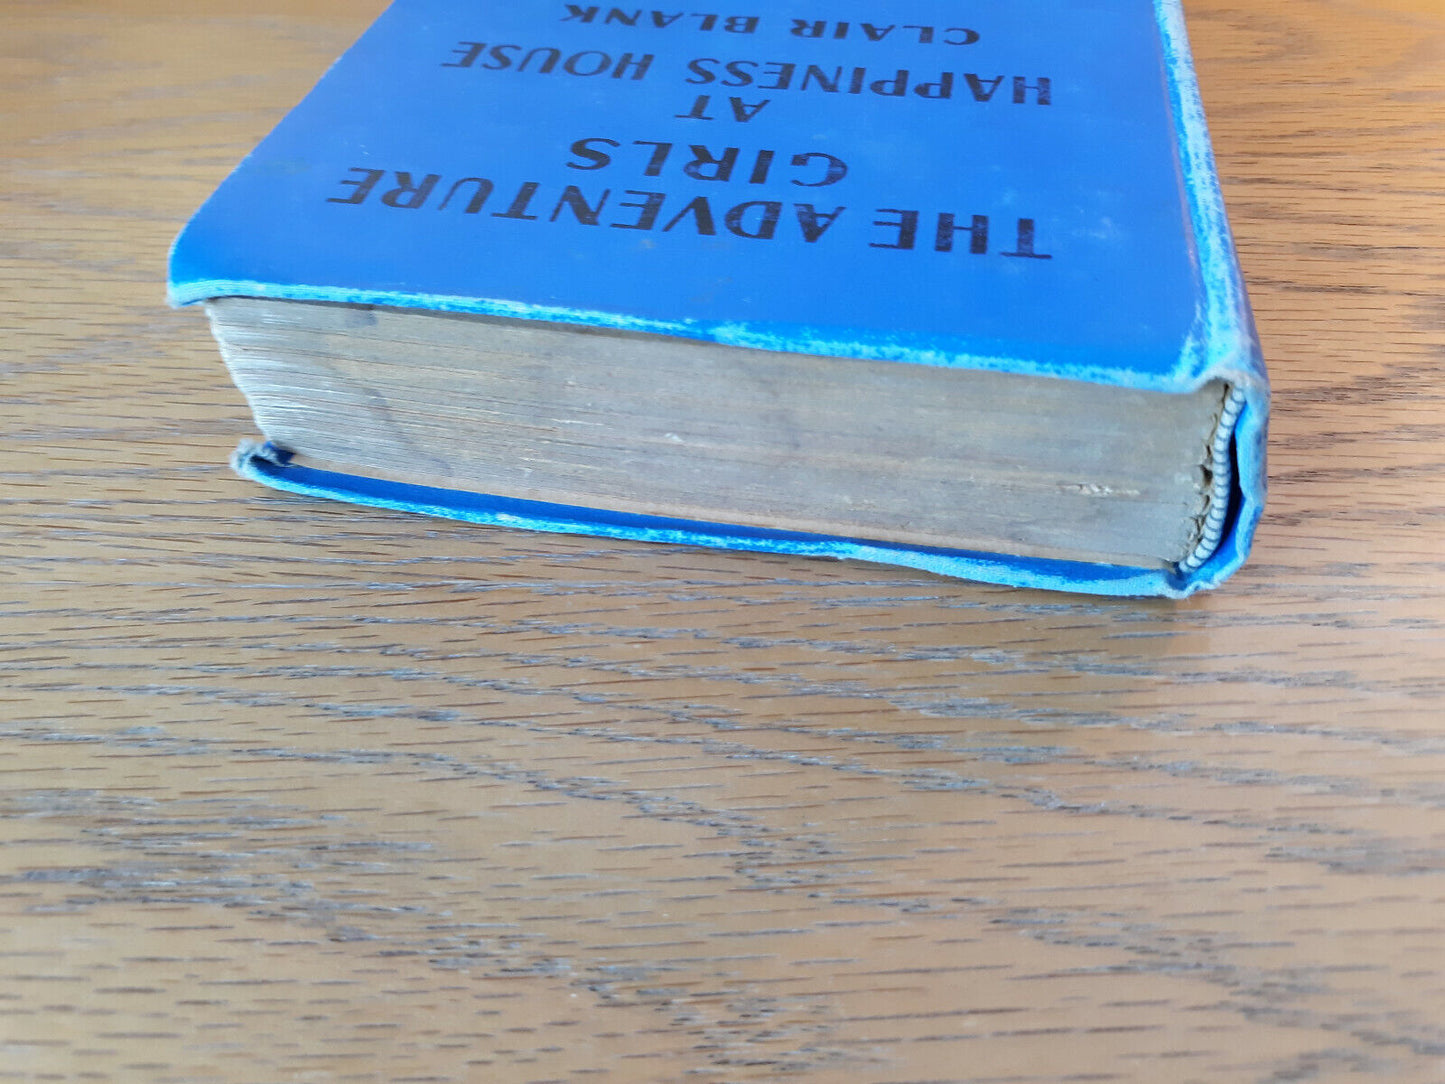 THE ADVENTURE
GIRLS
AT
HAPPINESS HOUSE
CLAIR BLANK